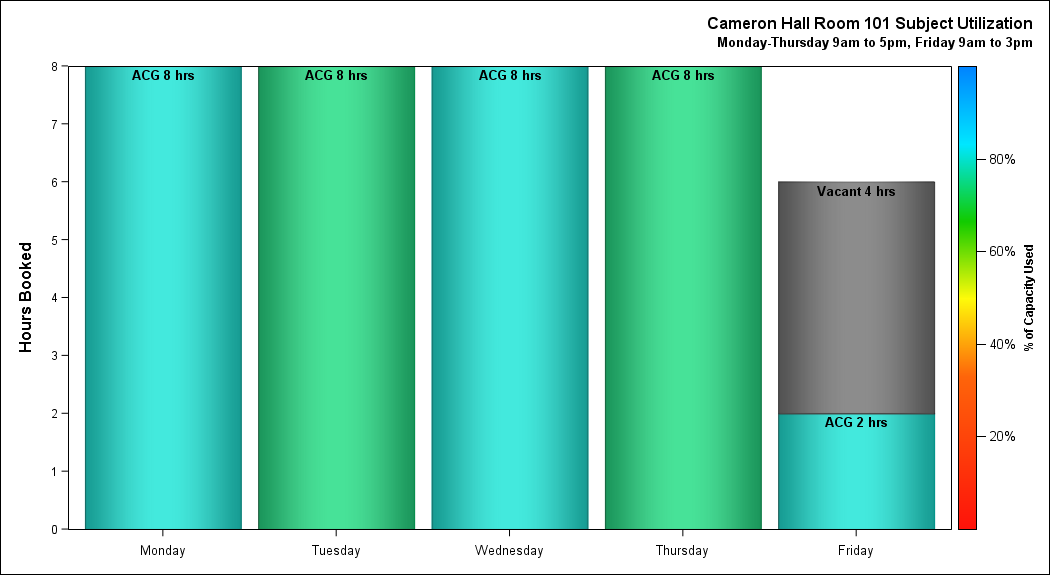 Cameron Hall Room 101 Subject Utilization
Monday-Thursday 9am to 5pm, Friday 9am to 3pm
Hours Booked
8
7
6
5
4
3
2
1
0
ACG 8 hrs
ACG 8 hrs
ACG 8 hrs
ACG 8 hrs
Vacant 4 hrs
ACG 2 hrs
Monday
Tuesday
Wednesday
Thursday
Friday
80%
60%
40%
20%
% of Capacity Used